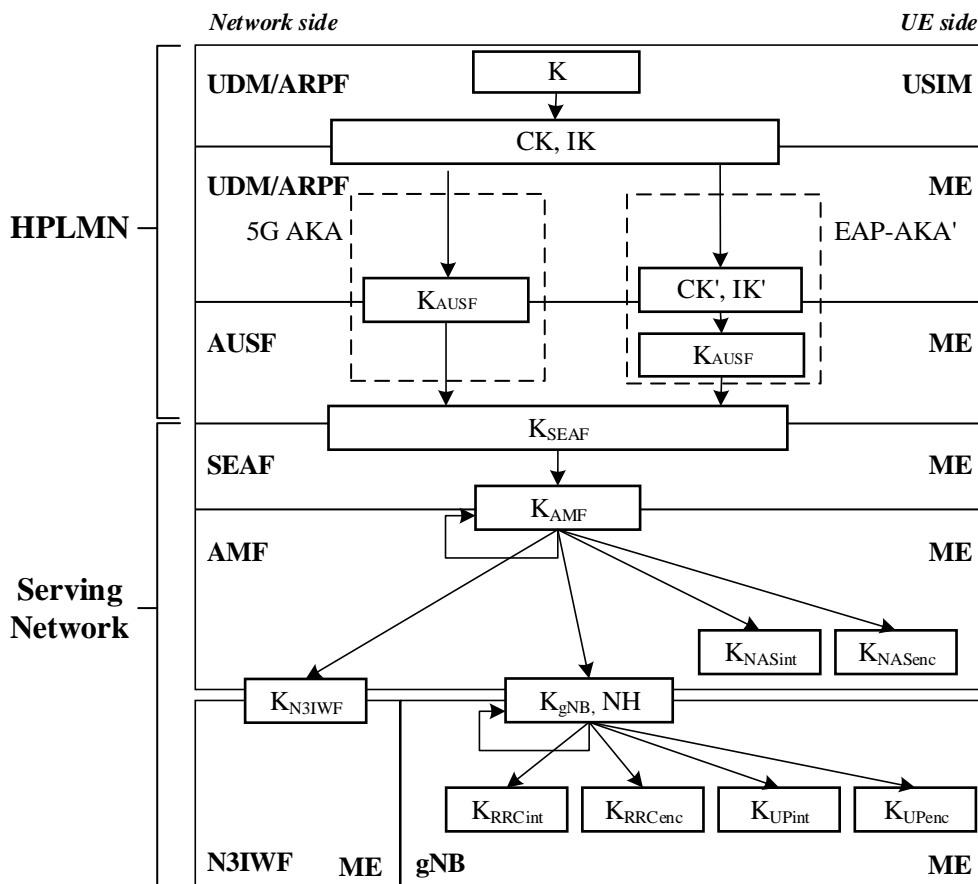 Network side
UE side
K
UDM/ARPF
USIM
CK, IK
UDM/ARPF
ME
HPLMN
5G AKA
EAP-AKA'
CK', IK'
KAUSF
AUSF
KAUSF
ME
KSEAF
SEAF
ME
KAMF
AMF
ME
Serving
Network
KNASint
KNASenc
KN3IWF
KgNB, NH
KRRCint
KRRCenc
KUPint
KUPenc
N3IWF
ME
gNB
ME